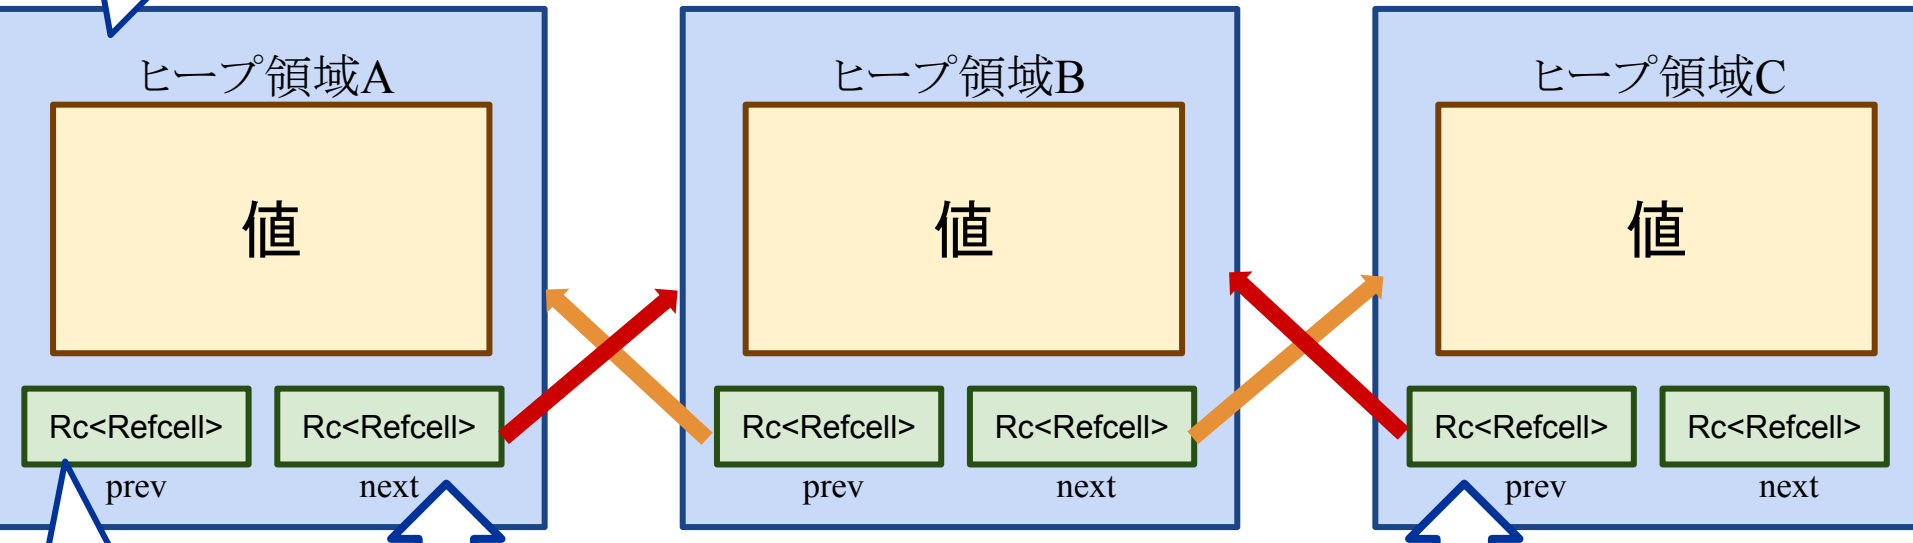 ヒープ領域A
値
Rc<Refcell>
Rc<Refcell>
prev
next
ヒープ領域B
値
Rc<Refcell>
Rc<Refcell>
prev
next
ヒープ領域C
値
Rc<Refcell>
Rc<Refcell>
prev
next